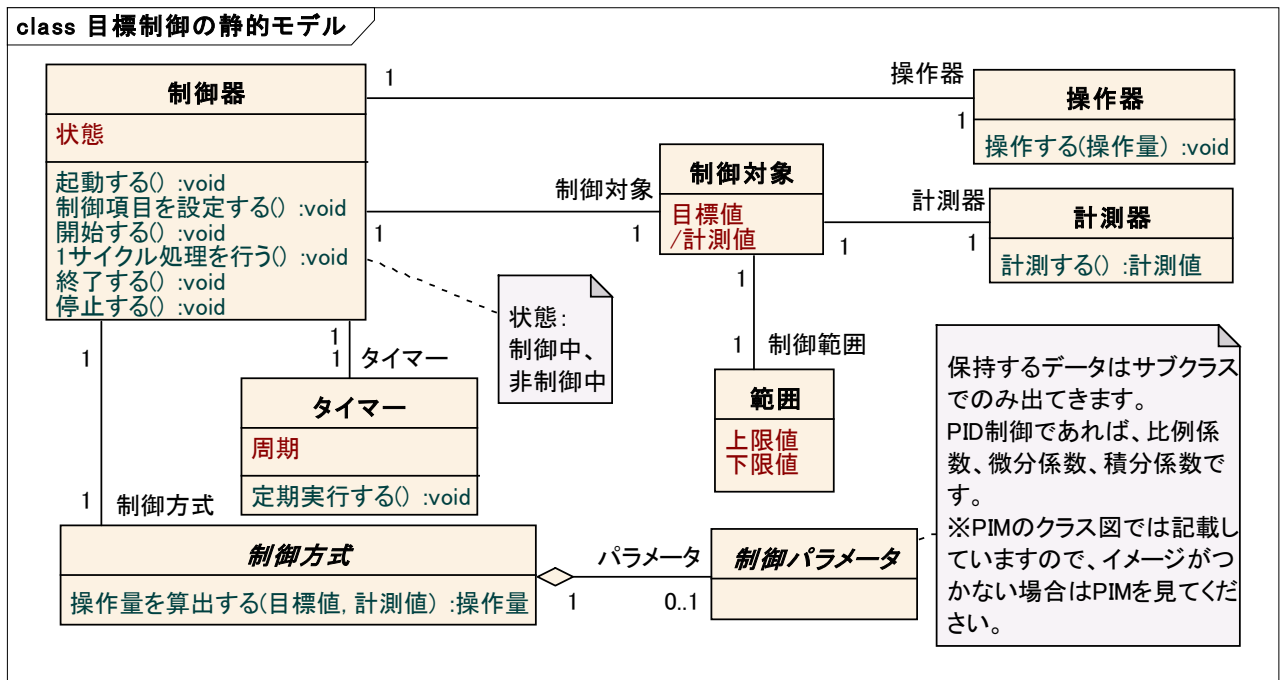 class 目標制御の静的モデル
制御器
状態
起動する() :void
制御項目を設定する() :void
開始する() :void
1サイクル処理を行う() :void
終了する() :void
停止する() :void
1
操作器
1
操作器
操作する(操作量) :void
1
制御対象
1
制御対象
目標値
/計測値
1
計測器
1
計測器
計測する() :計測値
状態:
制御中、
非制御中
1
1
制御範囲
範囲
上限値
下限値
1
1
タイマー
タイマー
周期
定期実行する() :void
1
1
制御方式
制御方式
操作量を算出する(目標値, 計測値) :操作量
1
パラメータ
0..1
制御パラメータ
保持するデータはサブクラス
でのみ出てきます。
PID制御であれば、比例係
数、微分係数、積分係数で
す。
※PIMのクラス図では記載し
ていますので、イメージがつ
かない場合はPIMを見てくだ
さい。